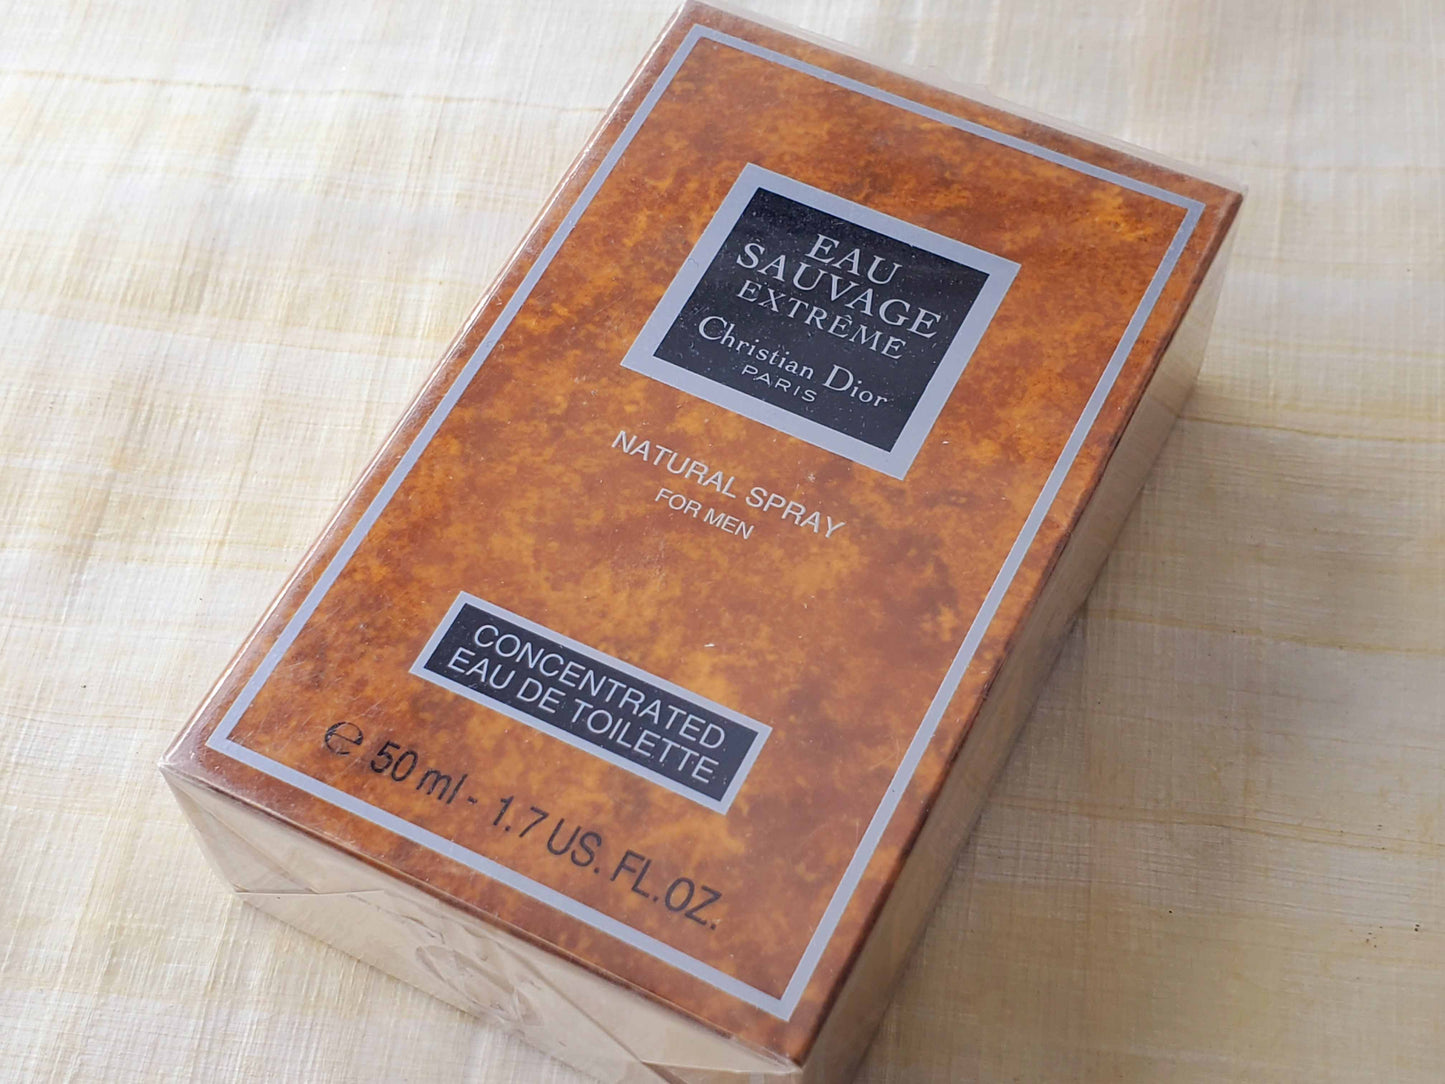 EAU
SAUVAGE
EXTRÊME
Christian Dior
PARIS
NATURAL SPRAY
FOR MEN
CONCENTRATED
EAU DE TOILETTE
℮ 50 ml - 1.7 US. FL.OZ.